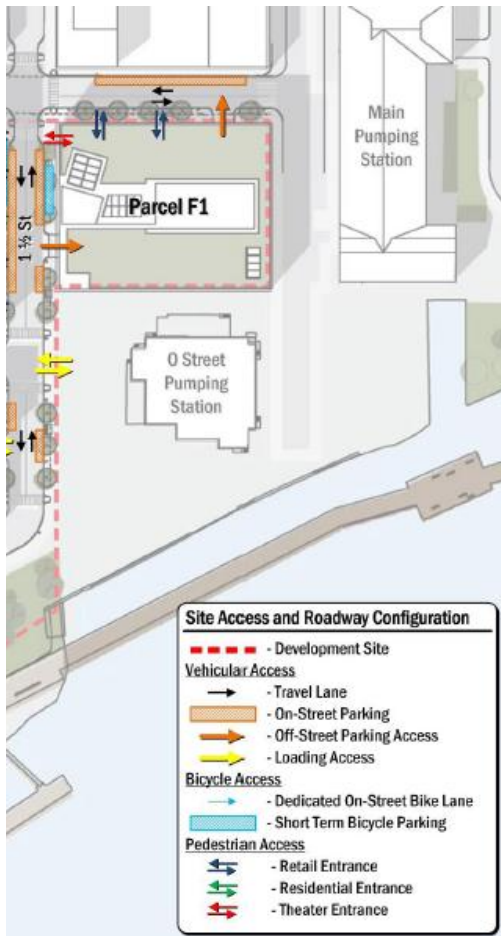 Main
Pumping
Station
Parcel F1
1 ½ St
O Street
Pumping
Station
Site Access and Roadway Configuration
- Development Site
Vehicular Access
- Travel Lane
- On-Street Parking
- Off-Street Parking Access
- Loading Access
Bicycle Access
- Dedicated On-Street Bike Lane
- Short Term Bicycle Parking
Pedestrian Access
- Retail Entrance
- Residential Entrance
- Theater Entrance